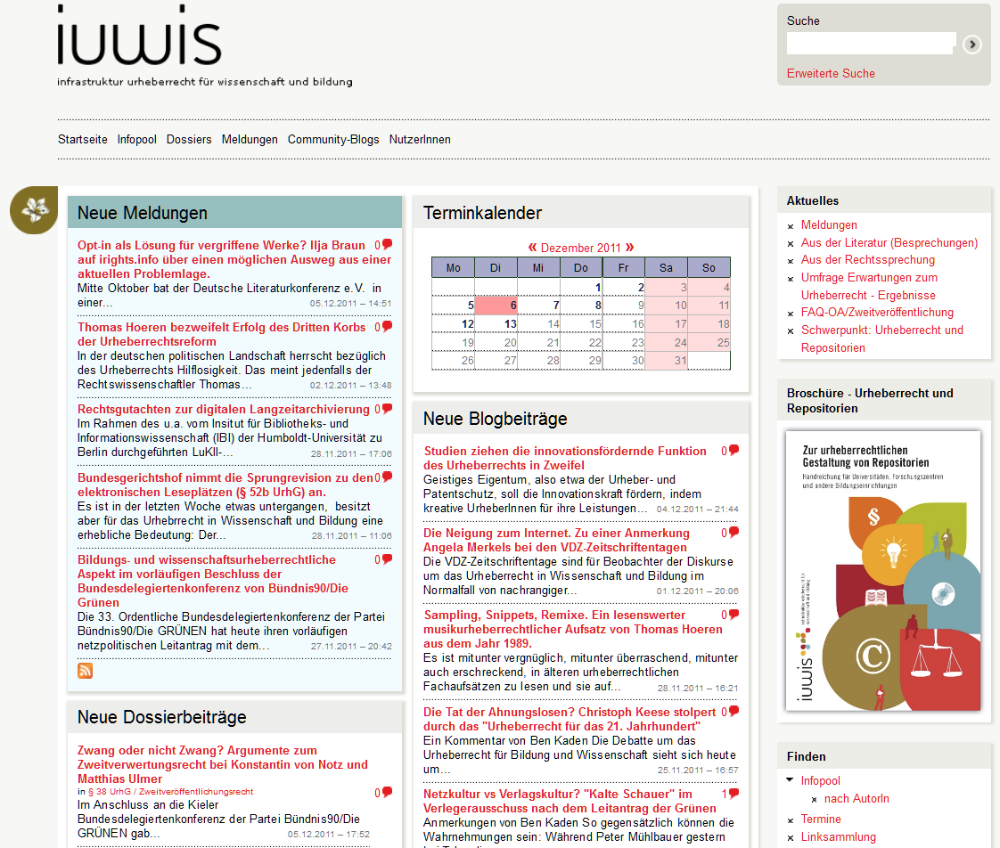 iuwis
infrastruktur urheberrecht für wissenschaft und bildung
Suche
Erweiterte Suche
Startseite Infopool Dossiers Meldungen Community-Blogs NutzerInnen
Neue Meldungen
Opt-in als Lösung für vergriffene Werke? Ilja Braun 0
auf irights.info über einen möglichen Ausweg aus einer
aktuellen Problemlage.
Mitte Oktober bat der Deutsche Literaturkonferenz e.V. in
einer... 05.12.2011 – 14:51
Thomas Hoeren bezweifelt Erfolg des Dritten Korbs 0
der Urheberrechtsreform
In der deutschen politischen Landschaft herrscht bezüglich
des Urheberrechts Hilflosigkeit. Das meint jedenfalls der
Rechtswissenschaftler Thomas... 02.12.2011 – 13:48
Rechtsgutachten zur digitalen Langzeitarchivierung 0
Im Rahmen des u.a. vom Insitut für Bibliotheks- und
Informationswissenschaft (IBI) der Humboldt-Universität zu
Berlin durchgeführten LuKII-... 28.11.2011 – 17:06
Bundesgerichtshof nimmt die Sprungrevision zu den 0
elektronischen Leseplätzen (§ 52b UrhG) an.
Es ist in der letzten Woche etwas untergangen, besitzt
aber für das Urhebrrecht in Wissenschaft und Bildung eine
erhebliche Bedeutung: Der... 28.11.2011 – 11:06
Bildungs- und wissenschaftsurheberrechtliche 0
Aspekt im vorläufigen Beschluss der
Bundesdelegiertenkonferenz von Bündnis90/Die
Grünen
Die 33. Ordentliche Bundesdelegiertenkonferenz der Partei
Bündnis90/Die GRÜNEN hat heute ihren vorläufigen
netzpolitischen Leitantrag mit dem... 27.11.2011 – 20:42
Neue Dossierbeiträge
Zwang oder nicht Zwang? Argumente zum
Zweitverwertungsrecht bei Konstantin von Notz und
Matthias Ulmer
in § 38 UrhG / Zweitveröffentlichungsrecht 0
Im Anschluss an die Kieler
Bundesdelegiertenkonferenz der Partei Bündnis90/Die
GRÜNEN gab... 05.12.2011 – 17:52
Terminkalender
« Dezember 2011 »
Mo Di Mi Do Fr Sa So
1 2 3 4
5 6 7 8 9 10 11
12 13 14 15 16 17 18
19 20 21 22 23 24 25
26 27 28 29 30 31
Neue Blogbeiträge
Studien ziehen die innovationsfördernde Funktion 0
des Urheberrechts in Zweifel
Geistiges Eigentum, also etwa der Urheber- und
Patentschutz, soll die Innovationskraft fördern, indem
kreative UrheberInnen für ihre Leistungen... 04.12.2011 – 21:44
Die Neigung zum Internet. Zu einer Anmerkung 0
Angela Merkels bei den VDZ-Zeitschriftentagen
Die VDZ-Zeitschriftentage sind für Beobachter der Diskurse
um das Urheberrecht in Wissenschaft und Bildung im
Normalfall von nachrangiger... 01.12.2011 – 20:06
Sampling, Snippets, Remixe. Ein lesenswerter 0
musikurheberrechtlicher Aufsatz von Thomas Hoeren
aus dem Jahr 1989.
Es ist mitunter vergnüglich, mitunter überraschend, mitunter
auch erschreckend, in älteren urheberrechtlichen
Fachaufsätzen zu lesen und sie auf... 28.11.2011 – 16:21
Die Tat der Ahnungslosen? Christoph Keese stolpert 0
durch das "Urheberrecht für das 21. Jahrhundert"
Ein Kommentar von Ben Kaden Die Debatte um das
Urheberrecht für Bildung und Wissenschaft sieht sich heute
um... 25.11.2011 – 16:57
Netzkultur vs Verlagskultur? "Kalte Schauer" im 1
Verlegerausschuss nach dem Leitantrag der Grünen
Anmerkungen von Ben Kaden So gegensätzlich können die
Wahrnehmungen sein: Während Peter Mühlbauer gestern
Aktuelles
Meldungen
Aus der Literatur (Besprechungen)
Aus der Rechtssprechung
Umfrage Erwartungen zum
Urheberrecht - Ergebnisse
FAQ-OA/Zweitveröffentlichung
Schwerpunkt: Urheberrecht und
Repositorien
Broschüre - Urheberrecht und
Repositorien
Zur urheberrechtlichen
Gestaltung von Repositorien
Handreichung für Universitäten, Forschungszentren
und andere Bildungseinrichtungen
§
©
iuwis
infrastruktur urheberrecht für
wissenschaft und bildung
Finden
Infopool
nach AutorIn
Termine
Linksammlung